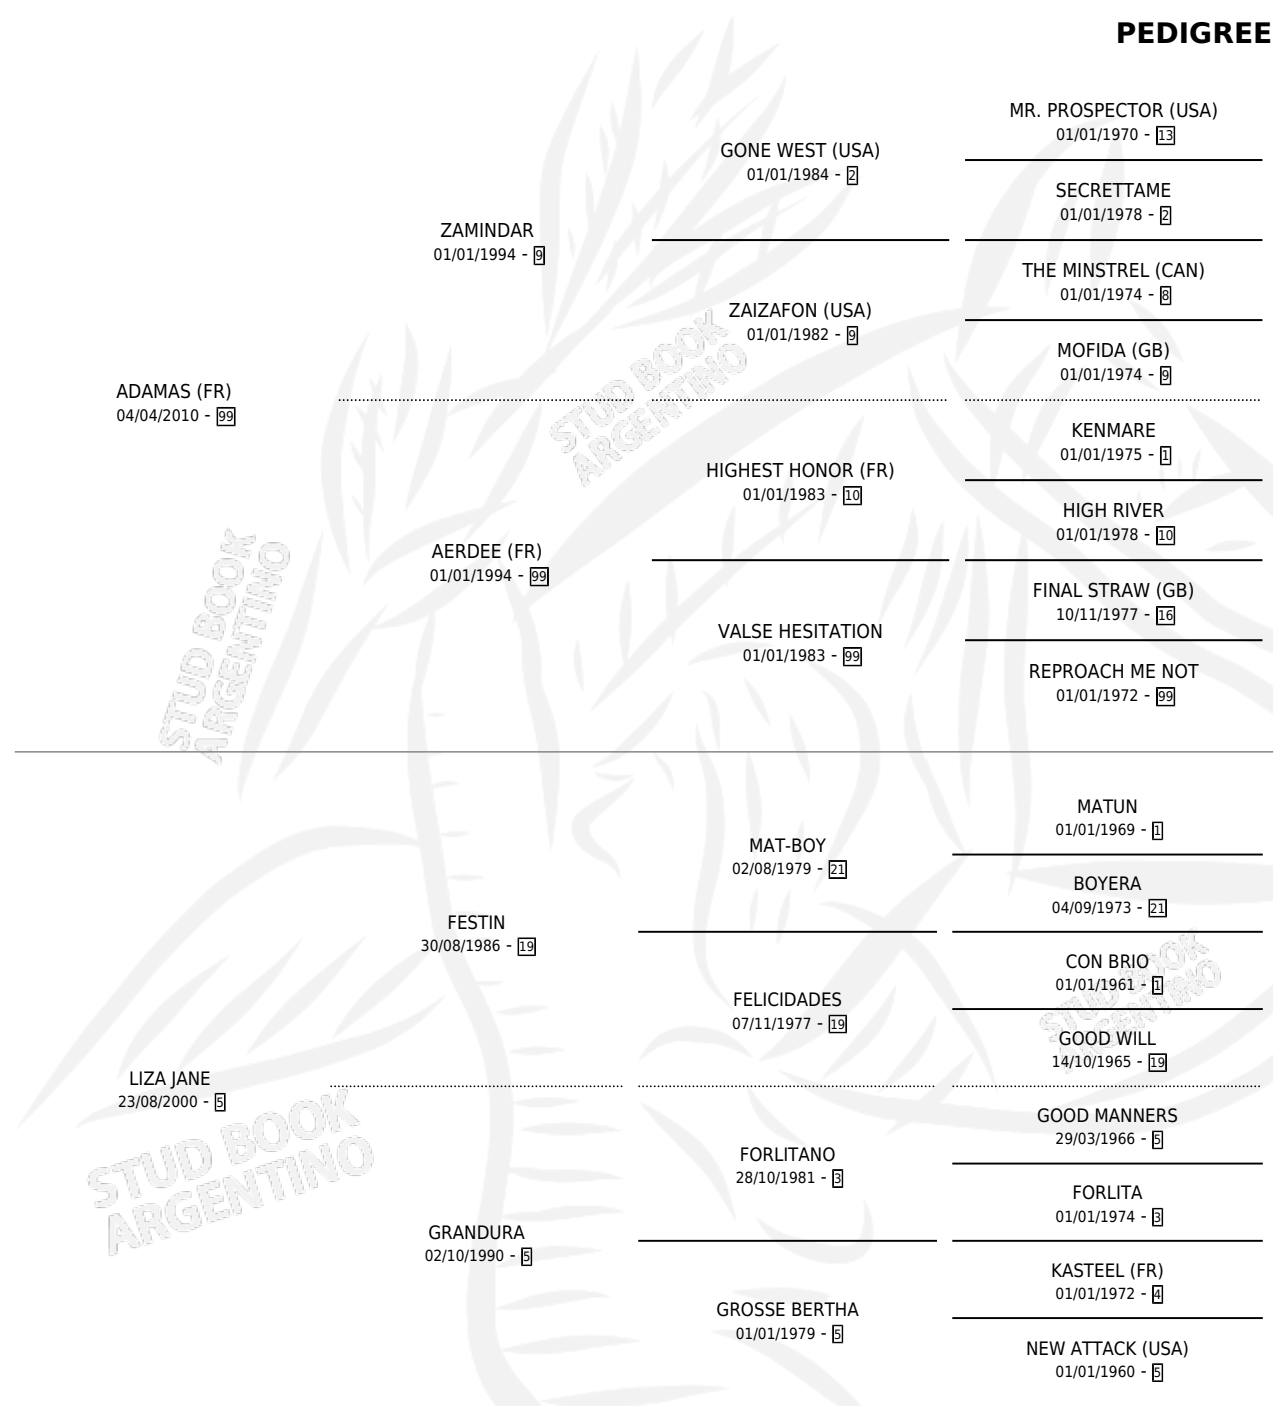 PEDIGREE
MR. PROSPECTOR (USA)
01/01/1970 - 13
GONE WEST (USA)
01/01/1984 - 2
SECRETTAME
01/01/1978 - 2
ZAMINDAR
01/01/1994 - 9
THE MINSTREL (CAN)
01/01/1974 - 8
ZAIZAFON (USA)
01/01/1982 - 9
MOFIDA (GB)
01/01/1974 - 9
ADAMAS (FR)
04/04/2010 - 99
KENMARE
01/01/1975 - 1
HIGHEST HONOR (FR)
01/01/1983 - 10
HIGH RIVER
01/01/1978 - 10
AERDEE (FR)
01/01/1994 - 99
FINAL STRAW (GB)
10/11/1977 - 16
VALSE HESITATION
01/01/1983 - 99
REPROACH ME NOT
01/01/1972 - 99
MATUN
01/01/1969 - 1
MAT-BOY
02/08/1979 - 21
BOYERA
04/09/1973 - 21
FESTIN
30/08/1986 - 19
CON BRIO
01/01/1961 - 1
FELICIDADES
07/11/1977 - 19
GOOD WILL
14/10/1965 - 19
LIZA JANE
23/08/2000 - 5
GOOD MANNERS
29/03/1966 - 5
FORLITANO
28/10/1981 - 3
FORLITA
01/01/1974 - 3
GRANDURA
02/10/1990 - 5
KASTEEL (FR)
01/01/1972 - 4
GROSSE BERTHA
01/01/1979 - 5
NEW ATTACK (USA)
01/01/1960 - 5
STUD BOOK
ARGENTINO
STUD BOOK
ARGENTINO
STUD BOOK
ARGENTINO
STUD BOOK
ARGENTINO